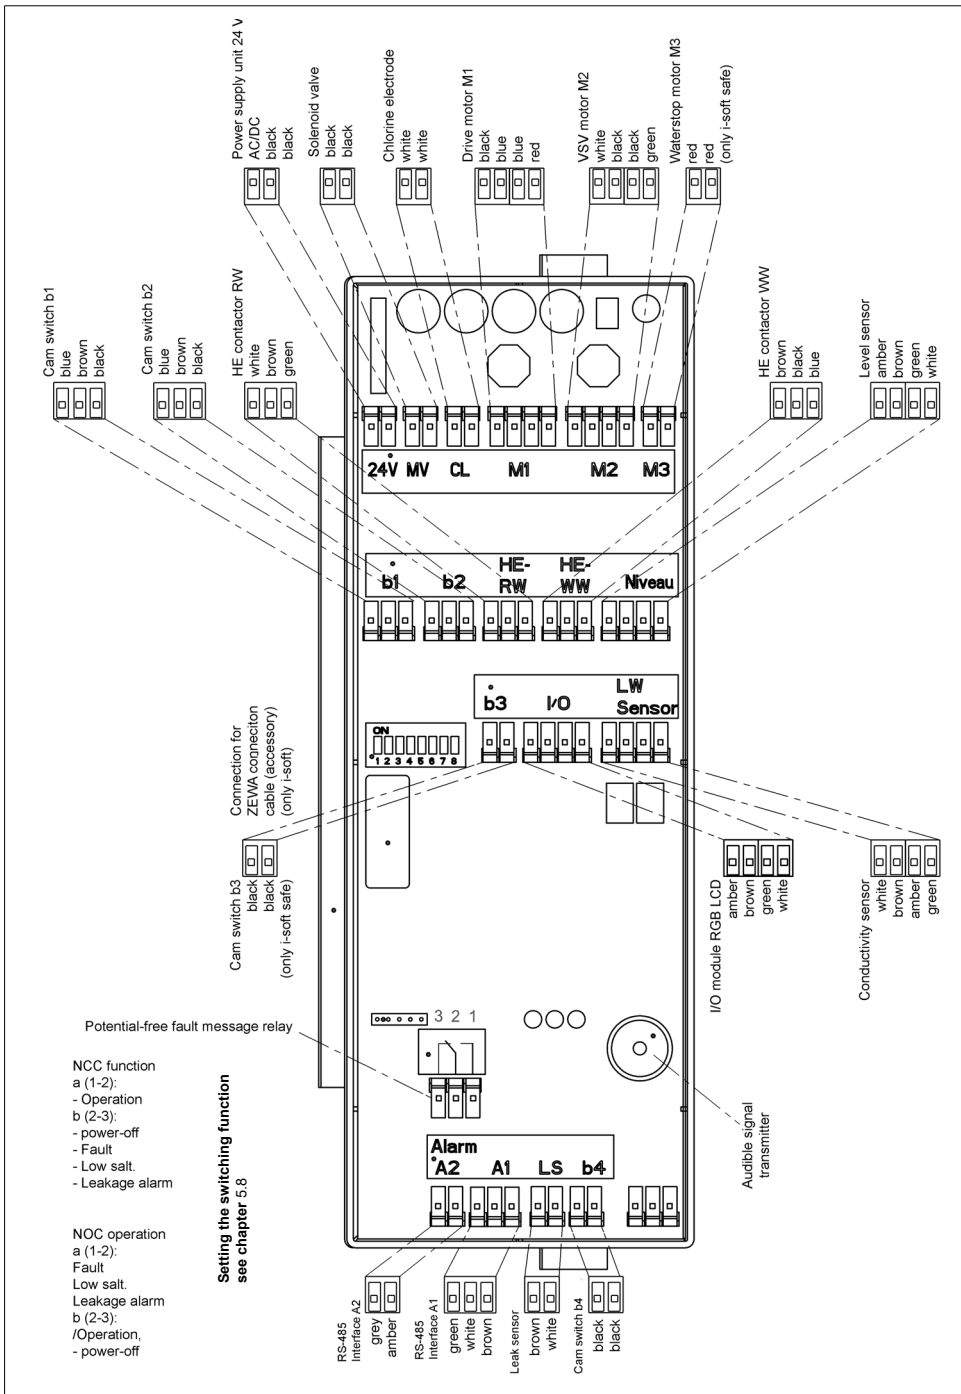 Power supply unit 24 V
AC/DC
black
black
Solenoid valve
black
black
Chlorine electrode
white
white
Drive motor M1
black
blue
blue
red
VSV motor M2
white
black
black
green
Waterstop motor M3
red
red
(only i-soft safe)
Cam switch b1
blue
brown
black
Cam switch b2
blue
brown
black
HE contactor RW
white
brown
green
HE contactor WW
brown
black
blue
Level sensor
amber
brown
green
white
24V MV CL M1 M2 M3
b1 b2 HE-RW HE-WW Niveau
b3 I/O LW Sensor
ON
1 2 3 4 5 6 7 8
Connection for
ZEWA conneciton
cable (accessory)
(only i-soft)
Cam switch b3
black
black
(only i-soft safe)
I/O module RGB LCD
amber
brown
green
white
Conductivity sensor
white
brown
amber
green
Potential-free fault message relay
3 2 1
NCC function
a (1-2):
- Operation
b (2-3):
- power-off
- Fault
- Low salt.
- Leakage alarm
NOC operation
a (1-2):
Fault
Low salt.
Leakage alarm
b (2-3):
/Operation,
- power-off
Setting the switching function
see chapter 5.8
Audible signal
transmitter
Alarm
A2 A1 LS b4
RS-485
Interface A2
grey
amber
RS-485
Interface A1
green
white
brown
Leak sensor
brown
white
Cam switch b4
black
black